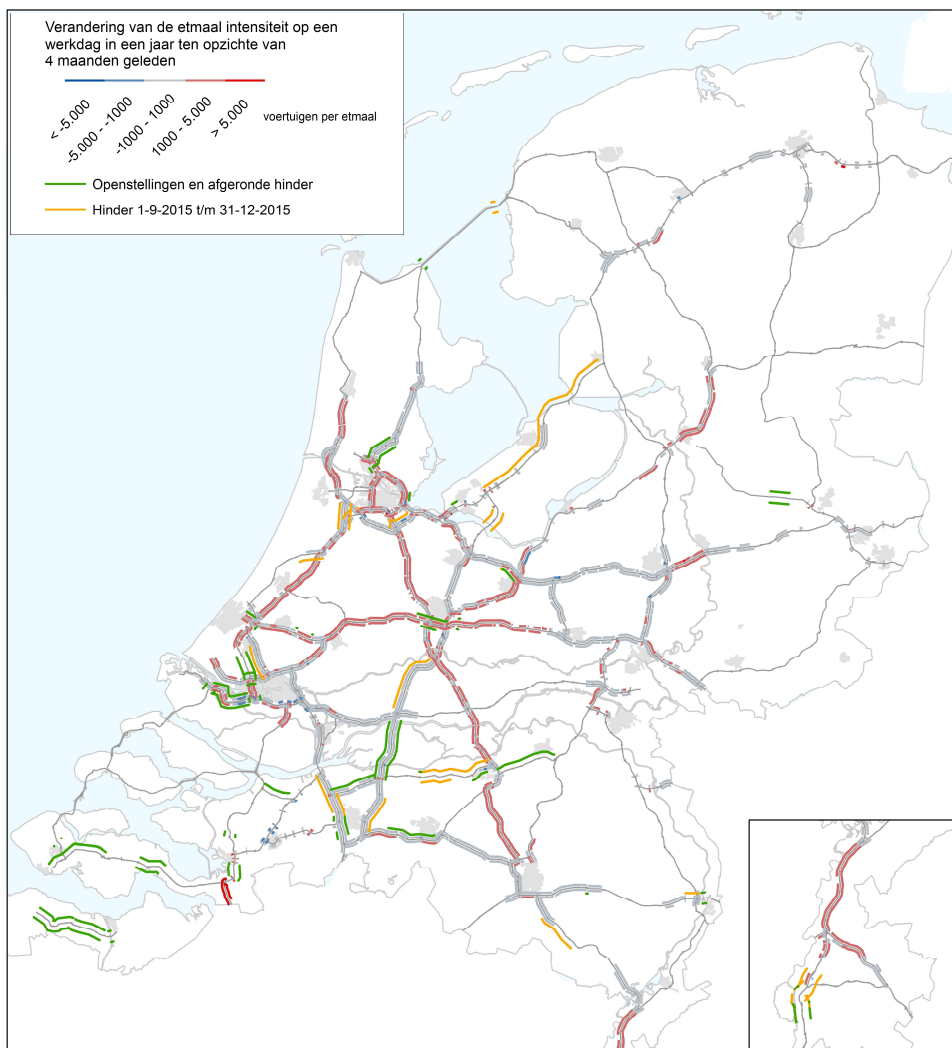 Verandering van de etmaal intensiteit op een
werkdag in een jaar ten opzichte van
4 maanden geleden
< -5.000
-5.000 - -1000
-1000 - 1000
1000 - 5.000
> 5.000
voertuigen per etmaal
Openstellingen en afgeronde hinder
Hinder 1-9-2015 t/m 31-12-2015